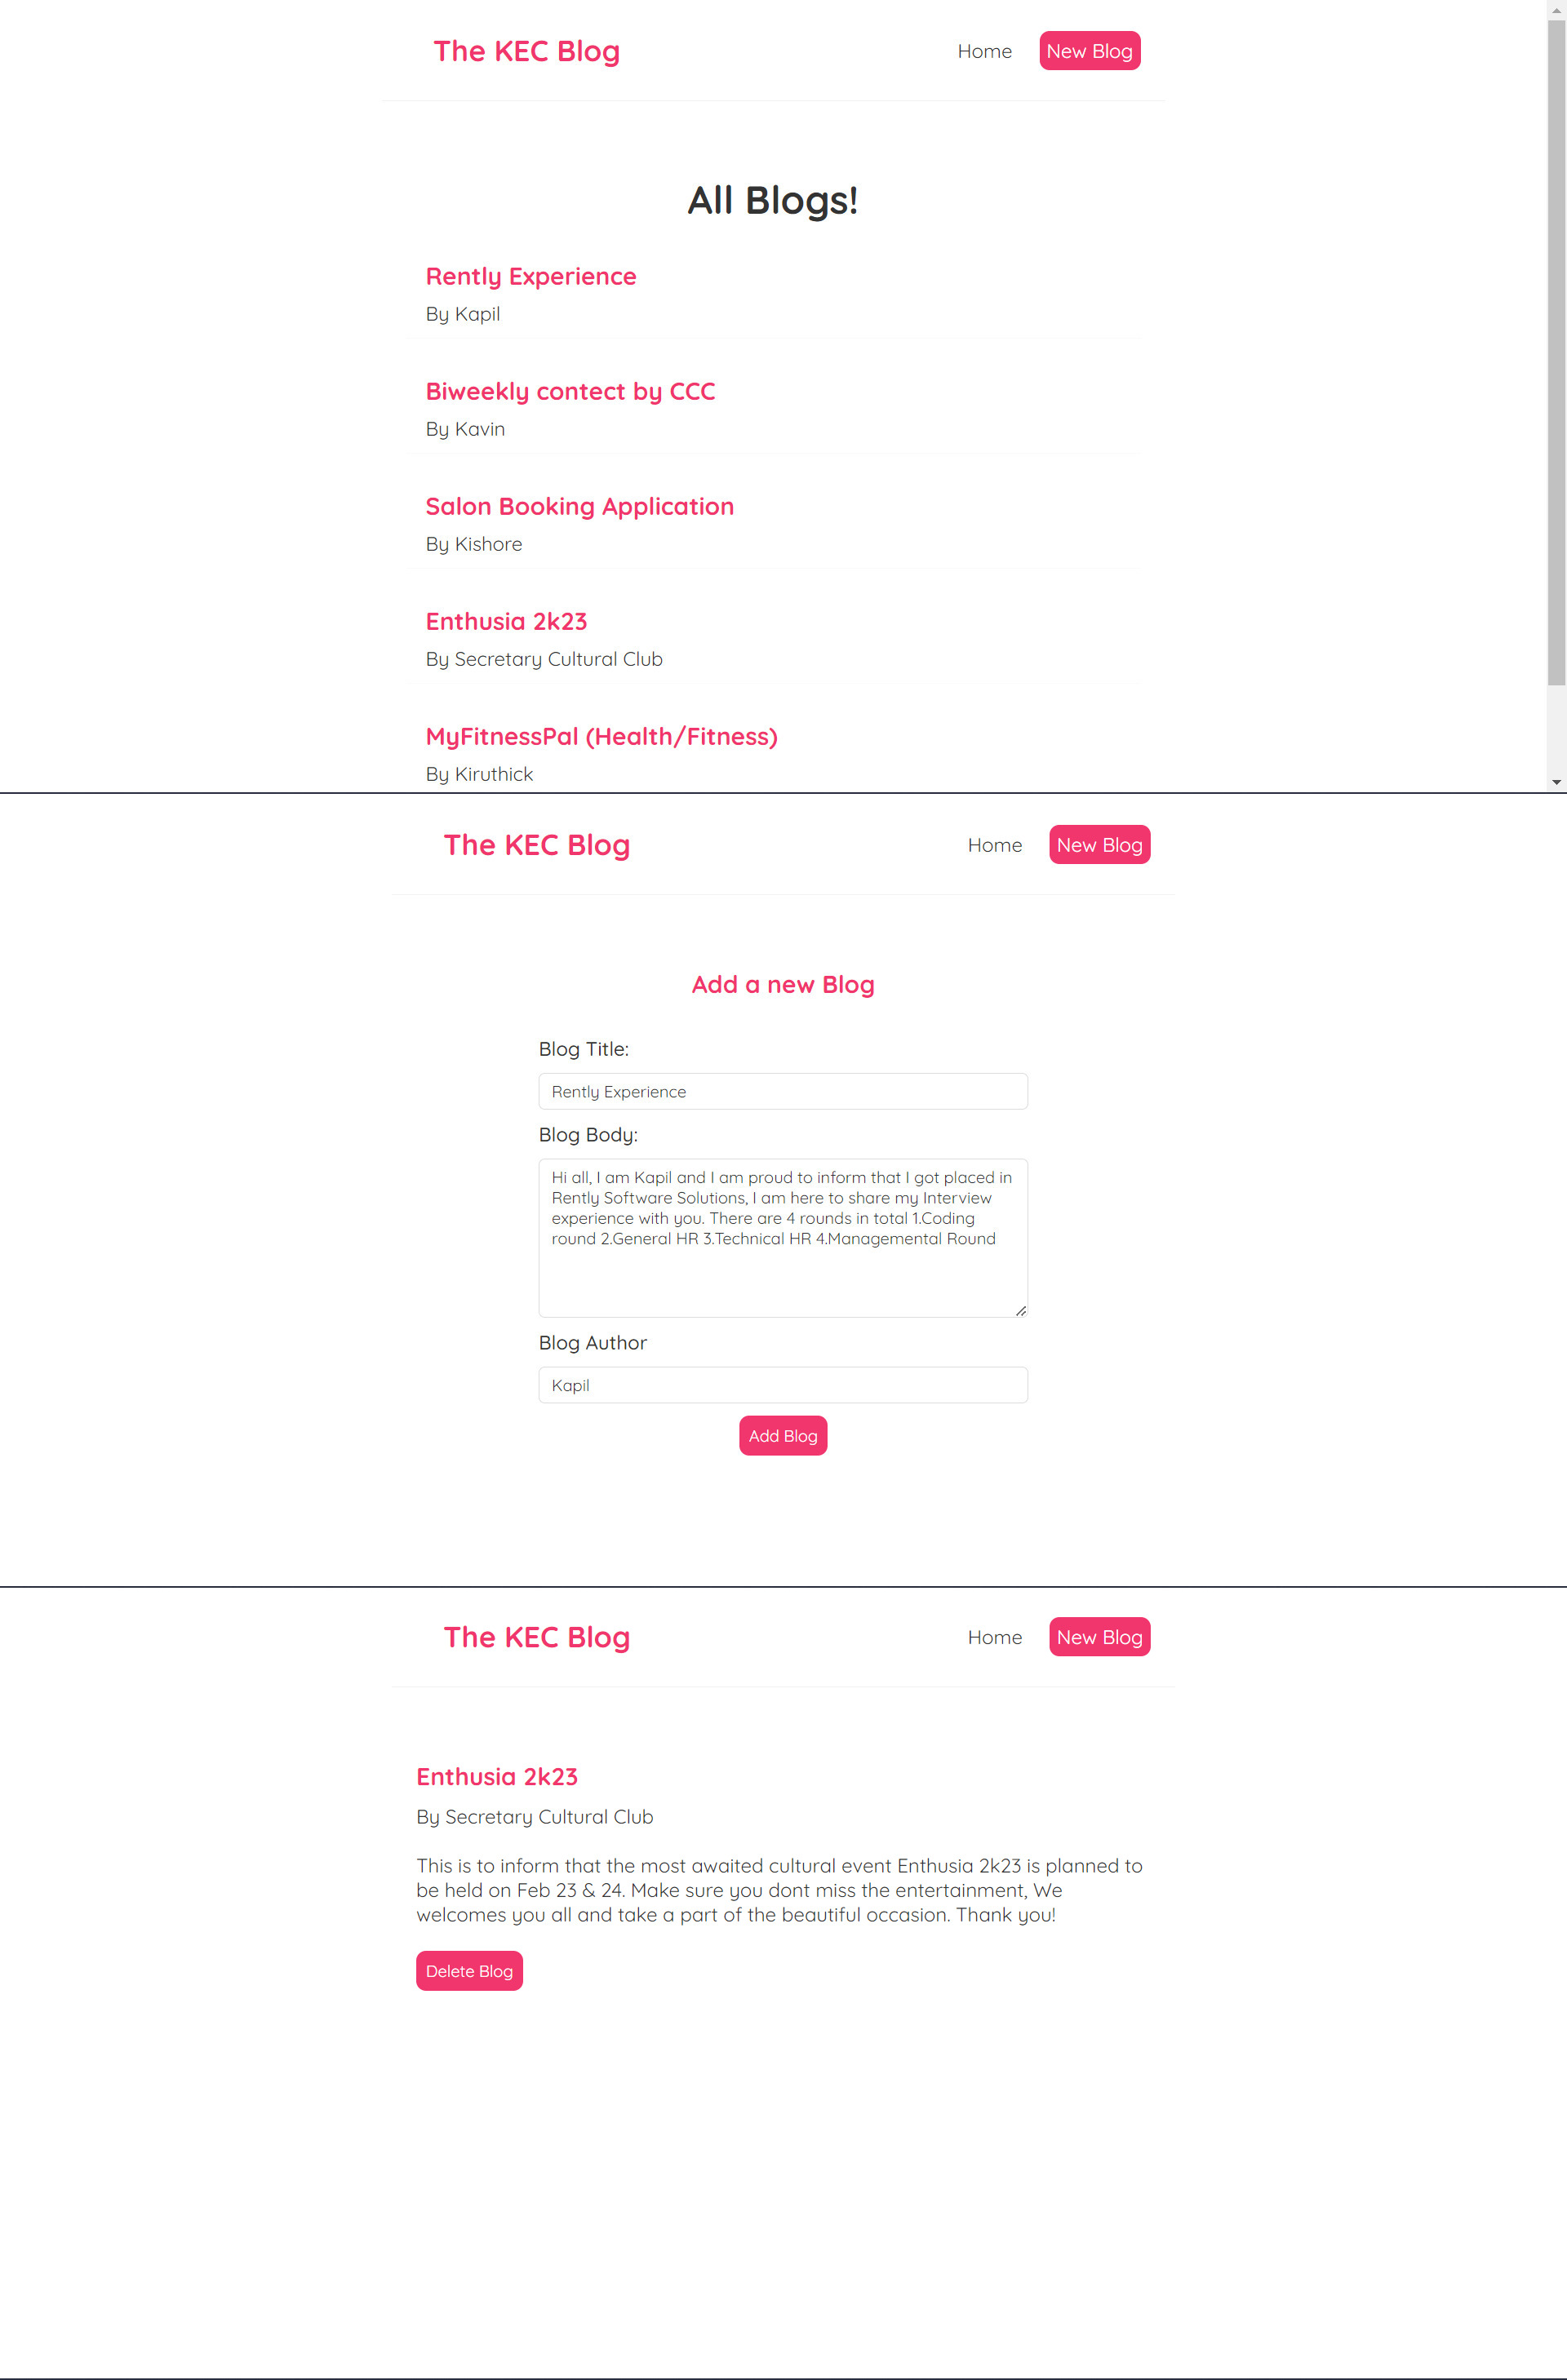 The KEC Blog
Home
New Blog
All Blogs!
Rently Experience
By Kapil
Biweekly contect by CCC
By Kavin
Salon Booking Application
By Kishore
Enthusia 2k23
By Secretary Cultural Club
MyFitnessPal (Health/Fitness)
By Kiruthick
The KEC Blog
Home
New Blog
Add a new Blog
Blog Title:
Rently Experience
Blog Body:
Hi all, I am Kapil and I am proud to inform that I got placed in
Rently Software Solutions, I am here to share my Interview
experience with you. There are 4 rounds in total 1.Coding
round 2.General HR 3.Technical HR 4.Managemental Round
Blog Author
Kapil
Add Blog
The KEC Blog
Home
New Blog
Enthusia 2k23
By Secretary Cultural Club
This is to inform that the most awaited cultural event Enthusia 2k23 is planned to
be held on Feb 23 & 24. Make sure you dont miss the entertainment, We
welcomes you all and take a part of the beautiful occasion. Thank you!
Delete Blog